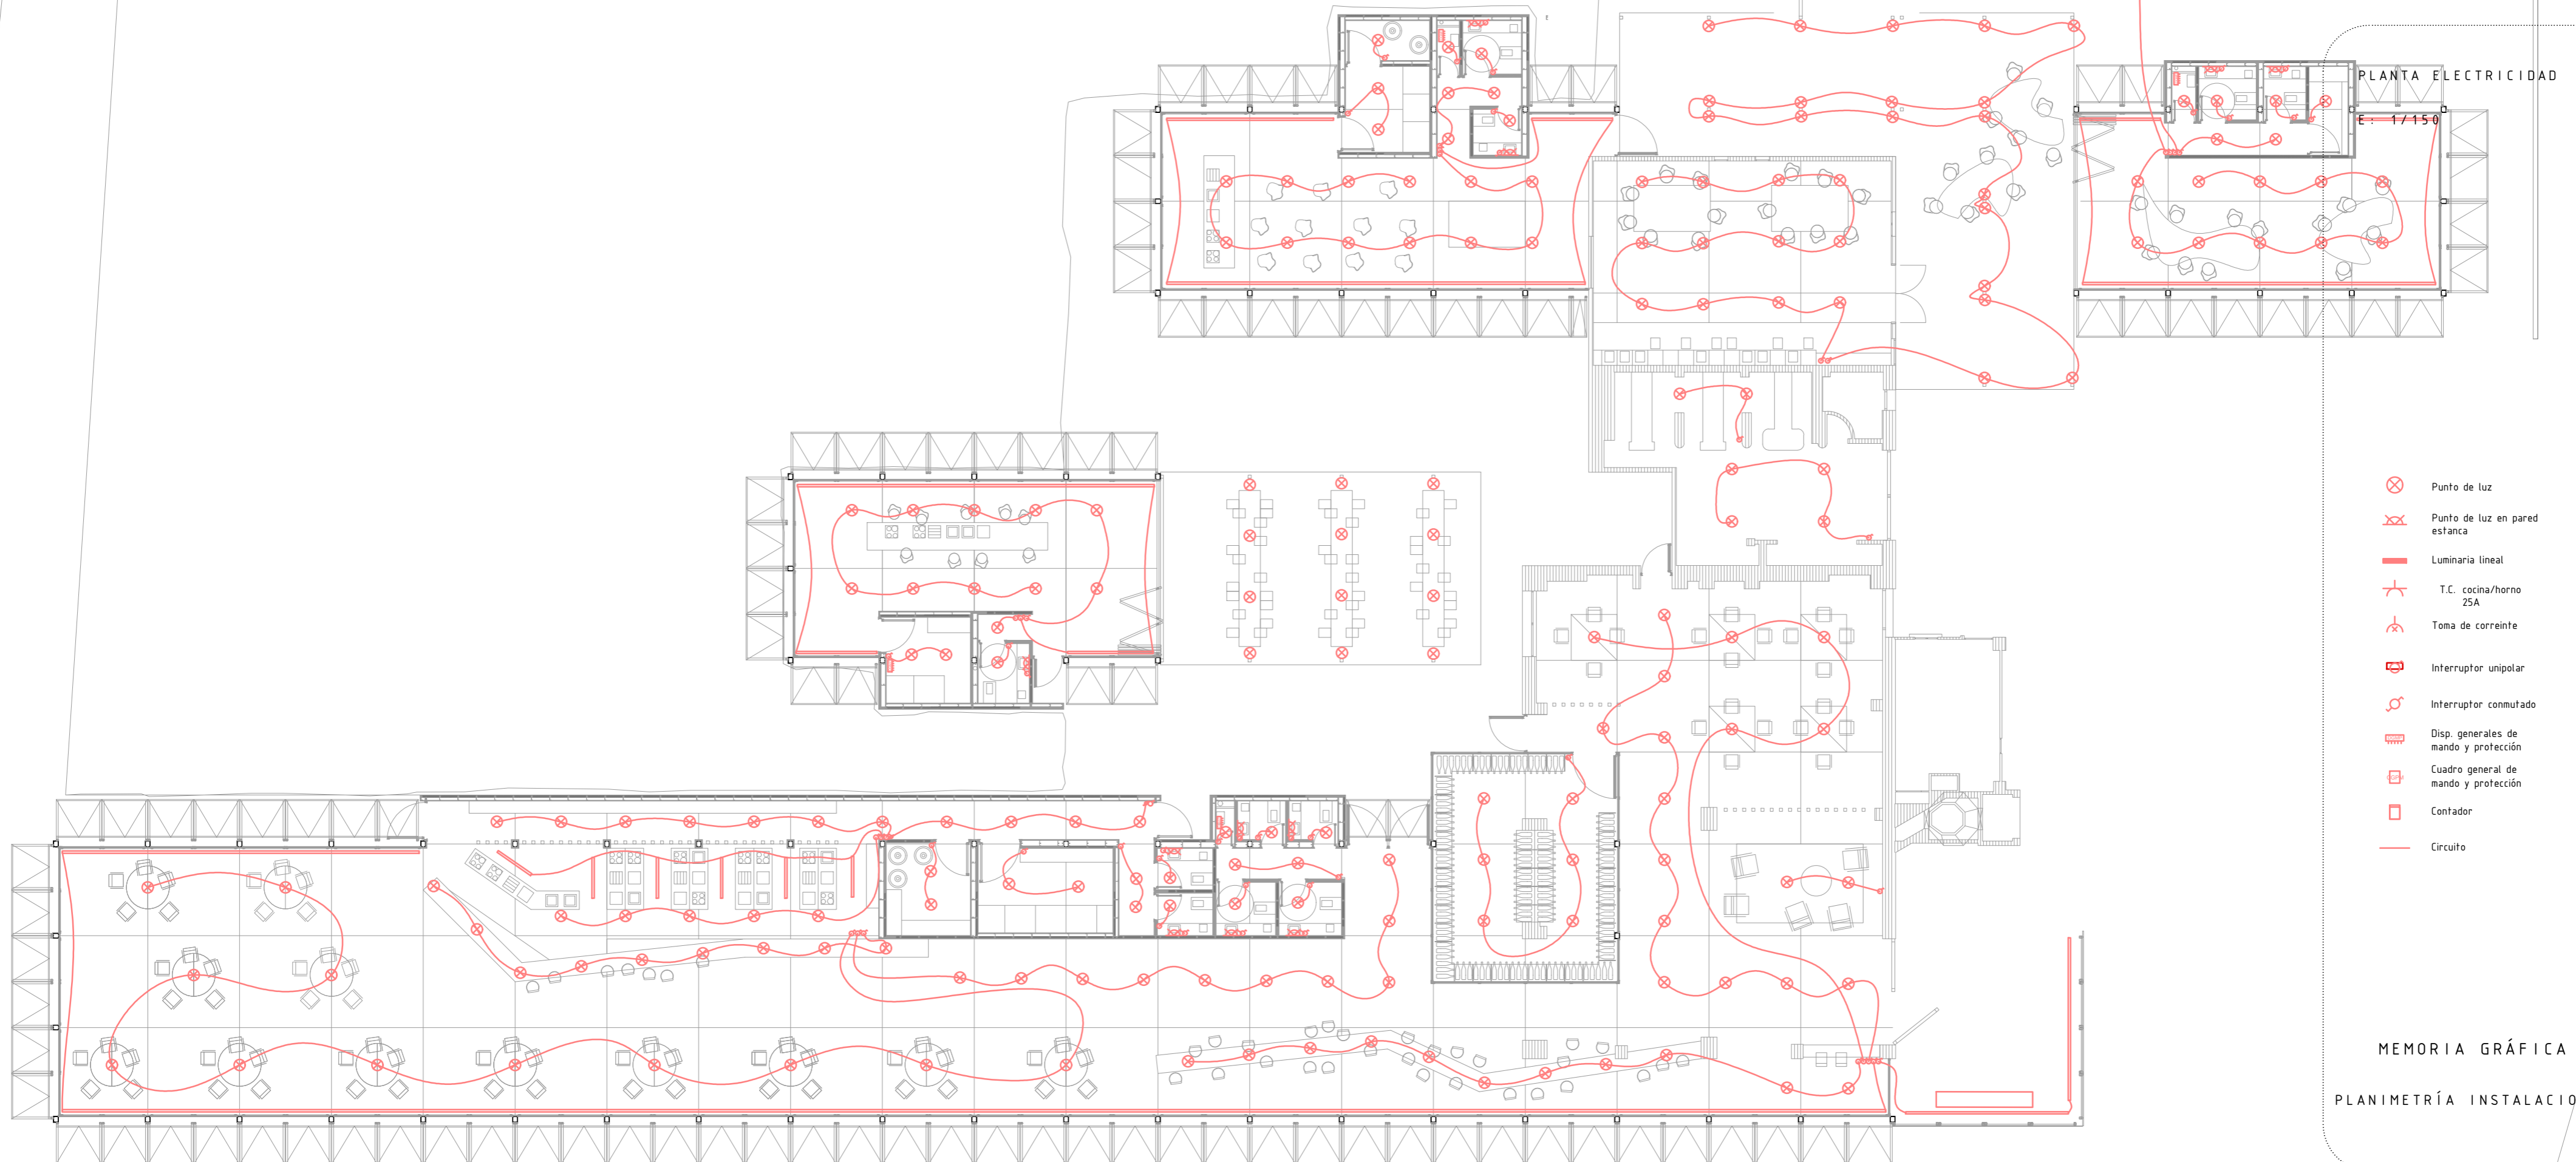 PLANTA ELECTRICIDAD
E: 1/150
Punto de luz
Punto de luz en pared
estanca
Luminaria lineal
T.C. cocina/horno
25A
Toma de correinte
Interruptor unipolar
Interruptor conmutado
Disp. generales de
mando y protección
Cuadro general de
mando y protección
Contador
Circuito
MEMORIA GRÁFICA
PLANIMETRÍA INSTALACIO